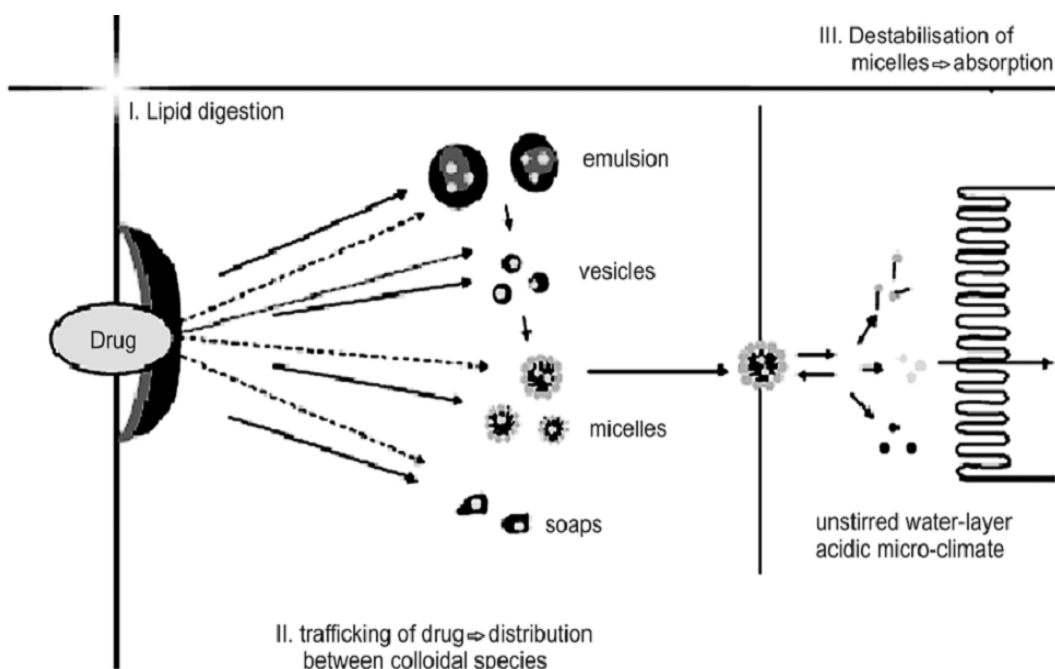 III. Destabilisation of
micelles⇨absorption
I. Lipid digestion
emulsion
vesicles
Drug
micelles
soaps
unstirred water-layer
acidic micro-climate
II. trafficking of drug⇨distribution
between colloidal species